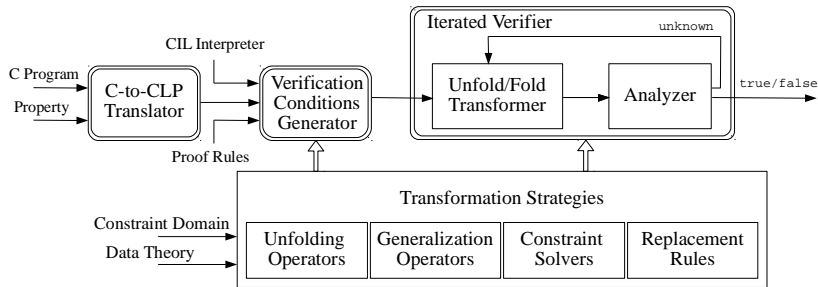 Iterated Verifier
unknown
CIL Interpreter
C Program
C-to-CLP
Translator
Property
Verification
Conditions
Generator
Unfold/Fold
Transformer
Analyzer
true/false
Proof Rules
Transformation Strategies
Constraint Domain
Data Theory
Unfolding
Operators
Generalization
Operators
Constraint
Solvers
Replacement
Rules